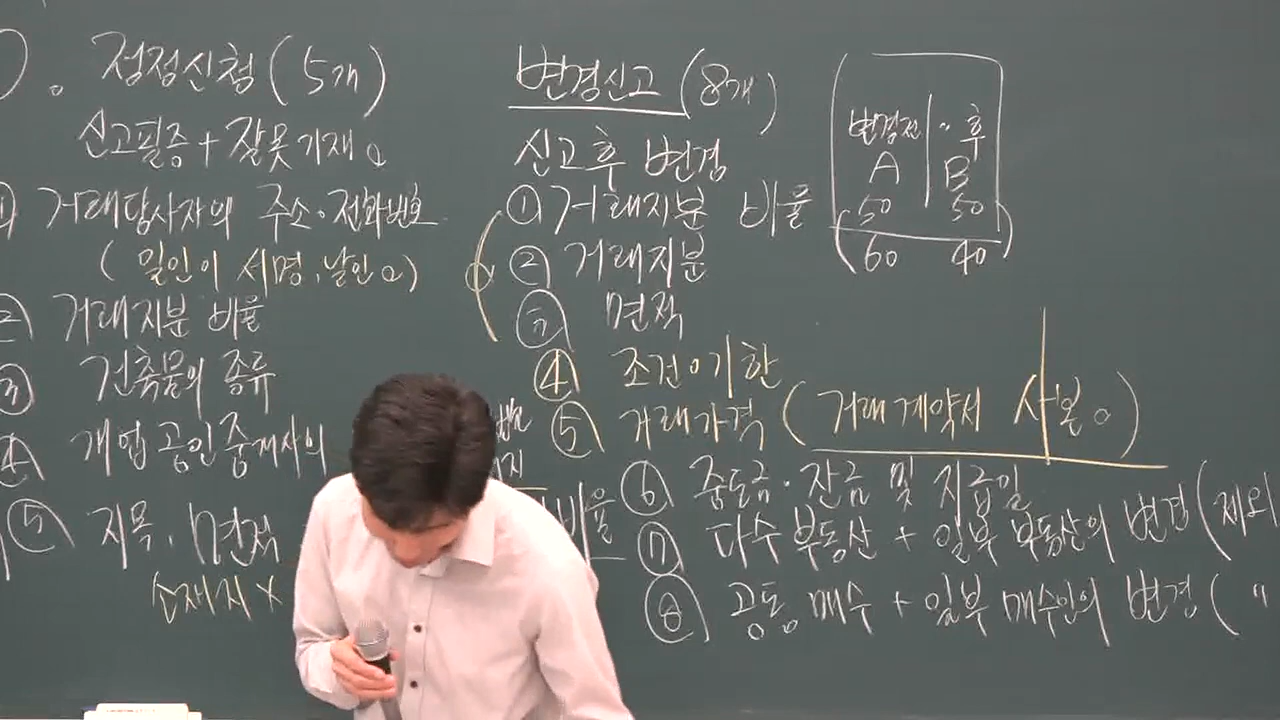 정정신청 (5개)
신고필증 + 잘못 기재 o
① 거래당사자의 주소·전화번호
(일인이 서명, 날인 o)
② 거래지분 비율
③ 건축물의 종류
④ 개업공인중개사의
⑤ 지목, 면적
소재지 x
비율
변경신고 (8개)
신고후 변경
① 거래지분 비율
② 거래지분
③ 면적
④ 조건·기한
⑤ 거래가격 (거래계약서 사본 o)
⑥ 중도금·잔금 및 지급일
⑦ 다수 부동산 + 일부 부동산의 변경 (제외
⑧ 공동 매수 + 일부 매수인의 변경 ( "
변경전 | " 후
A | B
50 50
60 40